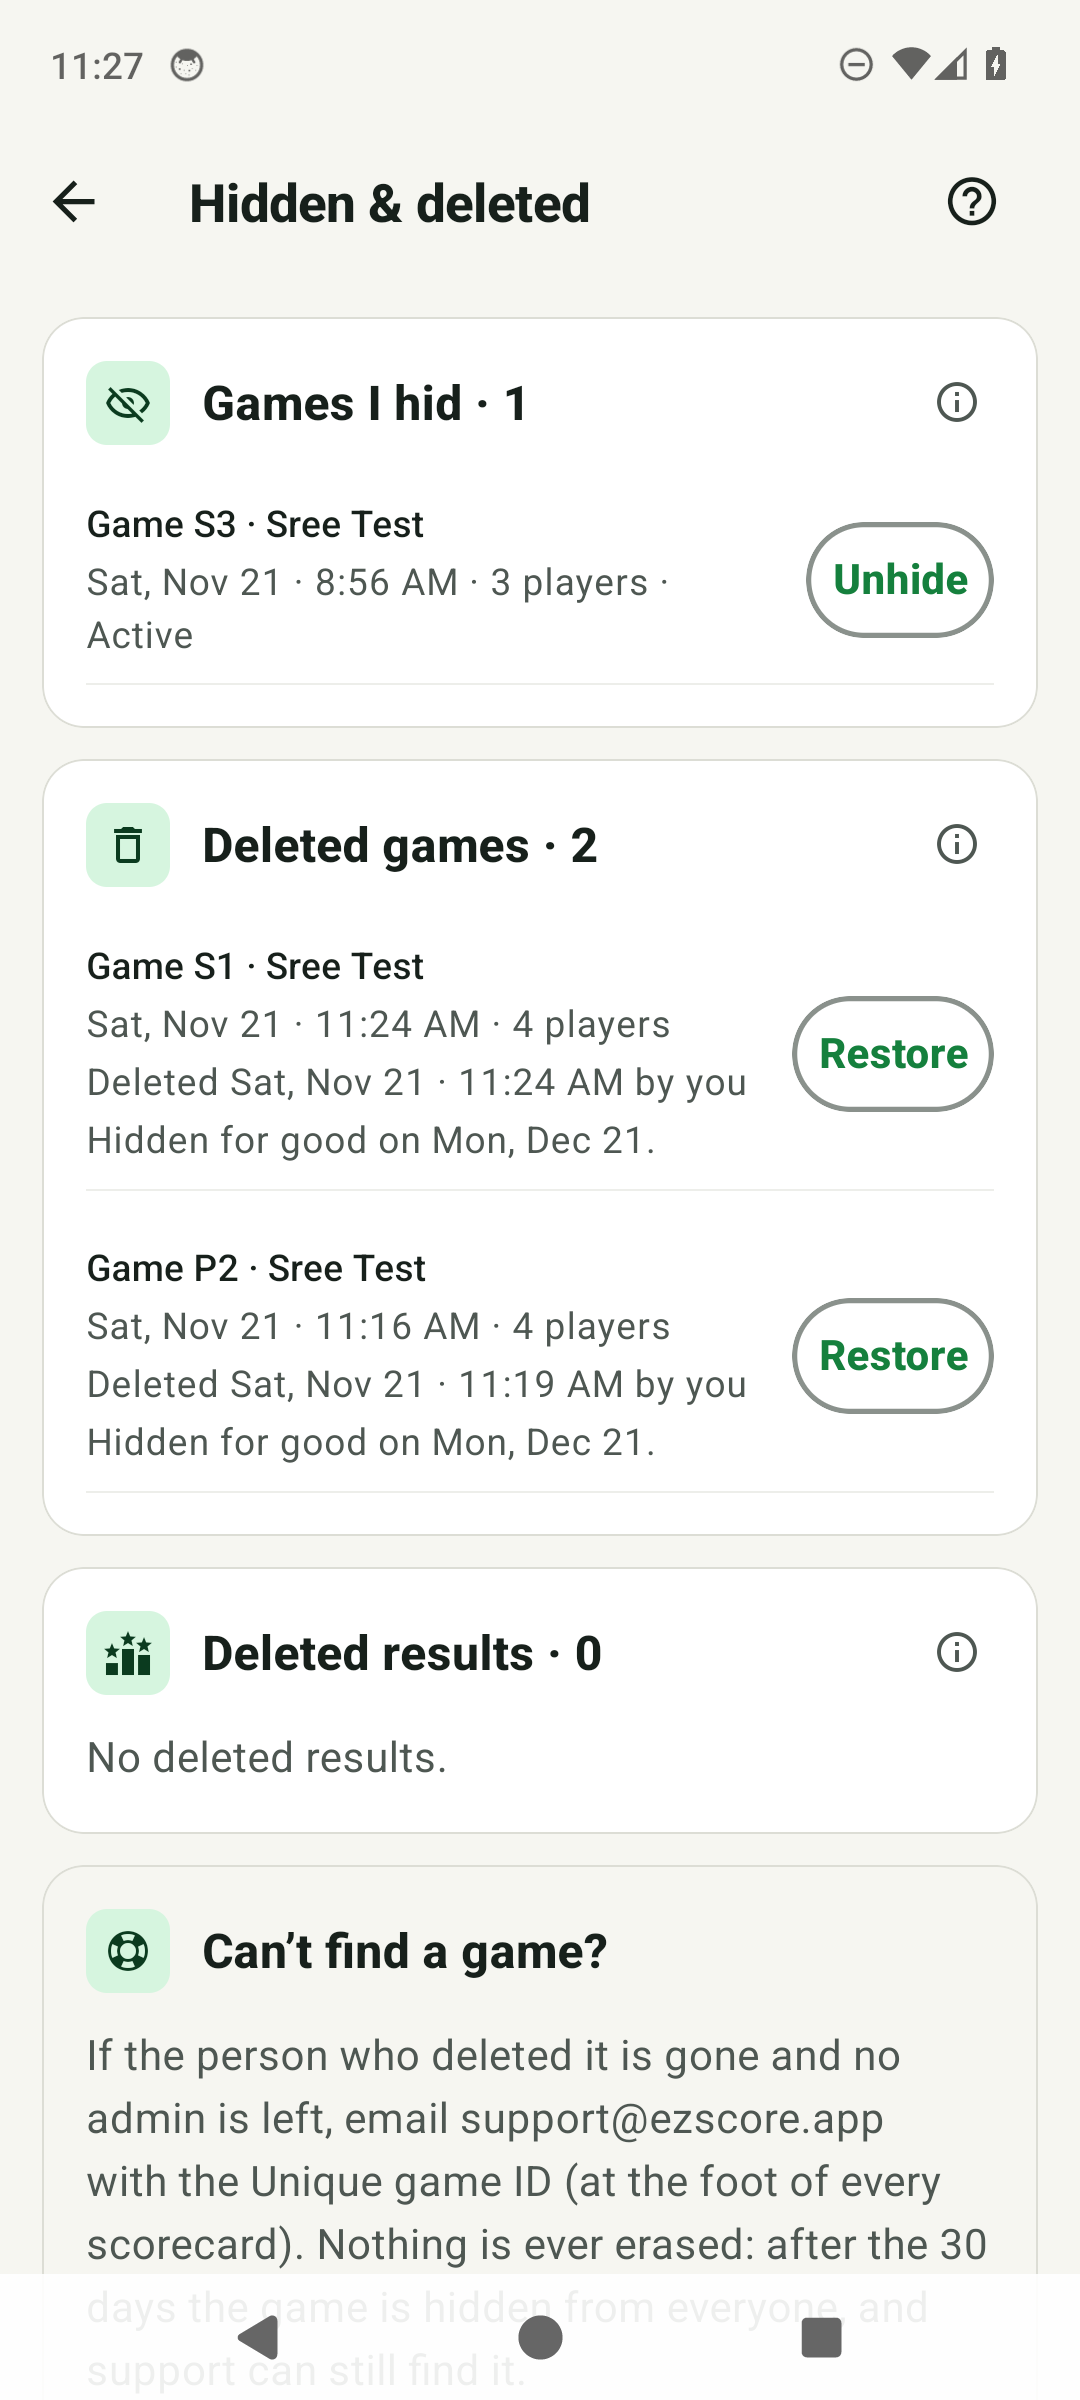 11:27
Hidden & deleted
Games I hid · 1
Game S3 · Sree Test
Sat, Nov 21 · 8:56 AM · 3 players ·
Active
Unhide
Deleted games · 2
Game S1 · Sree Test
Sat, Nov 21 · 11:24 AM · 4 players
Deleted Sat, Nov 21 · 11:24 AM by you
Hidden for good on Mon, Dec 21.
Restore
Game P2 · Sree Test
Sat, Nov 21 · 11:16 AM · 4 players
Deleted Sat, Nov 21 · 11:19 AM by you
Hidden for good on Mon, Dec 21.
Restore
Deleted results · 0
No deleted results.
Can’t find a game?
If the person who deleted it is gone and no
admin is left, email support@ezscore.app
with the Unique game ID (at the foot of every
scorecard). Nothing is ever erased: after the 30
days the game is hidden from everyone, and
support can still find it.